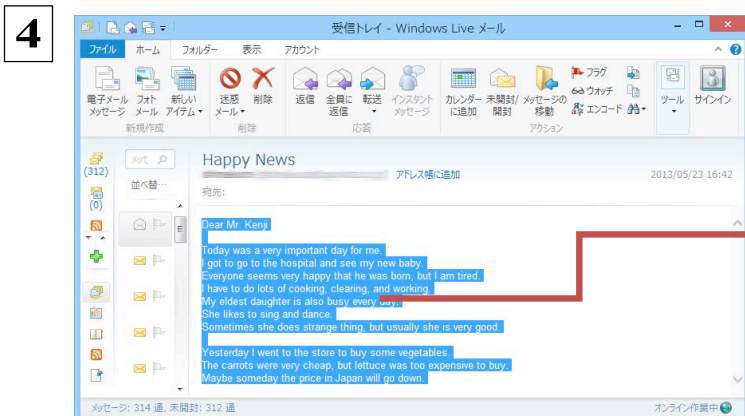 4
受信トレイ - Windows Live メール
ファイル ホーム フォルダー 表示 アカウント
電子メール メッセージ
フォト メール
新しい アイテム
迷惑 メール
削除
返信
全員に 返信
転送
インスタント メッセージ
カレンダー に追加
未開封/ 開封
メッセージの 移動
フラグ
ウォッチ
エンコード
ツール
サインイン
新規作成 削除 応答 アクション
(312)
(0)
メッセ
並べ替…
Happy News
アドレス帳に追加
2013/05/23 16:42
宛先:
Dear Mr. Kenji
Today was a very important day for me.
I got to go to the hospital and see my new baby.
Everyone seems very happy that he was born, but I am tired.
I have to do lots of cooking, clearing, and working.
My eldest daughter is also busy every day.
She likes to sing and dance.
Sometimes she does strange thing, but usually she is very good.
Yesterday I went to the store to buy some vegetables.
The carrots were very cheap, but lettuce was too expensive to buy.
Maybe someday the price in Japan will go down.
メッセージ: 314 通、未開封: 312 通
オンライン作業中